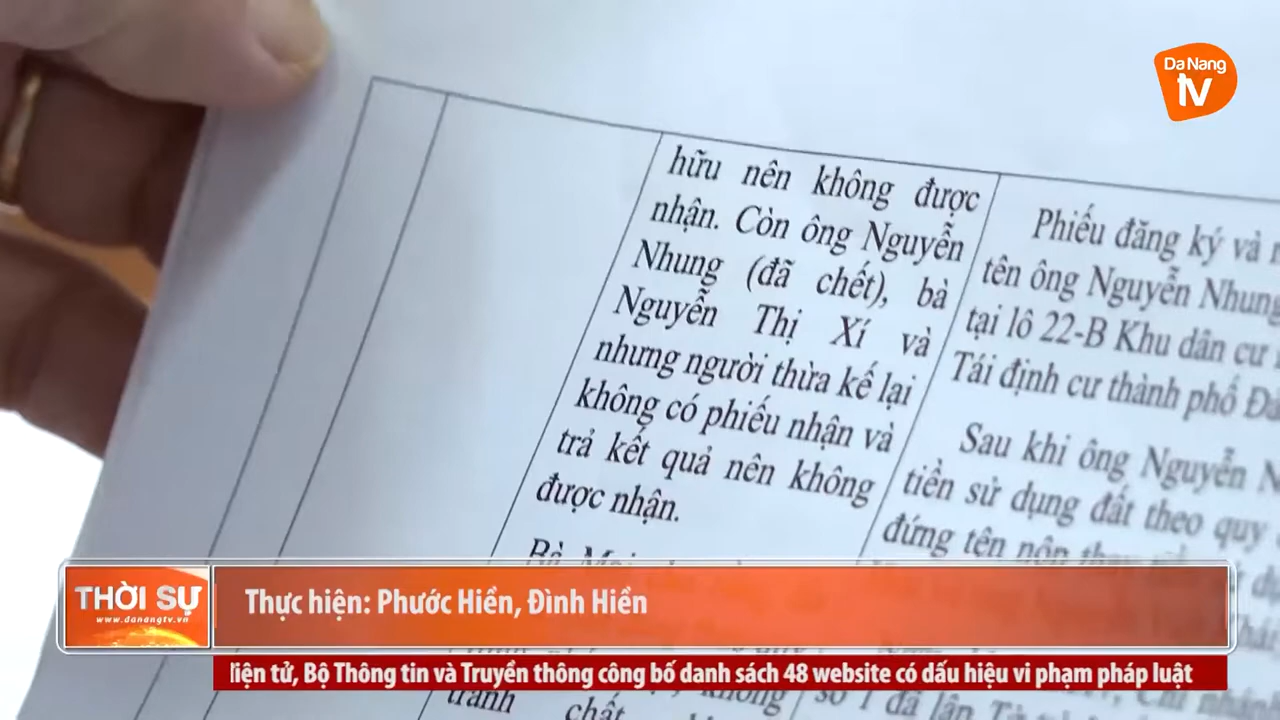 Da Nang
tv
hữu nên không được
nhận. Còn ông Nguyễn
Nhung (đã chết), bà
Nguyễn Thị Xí và
nhưng người thừa kế lại
không có phiếu nhận và
trả kết quả nên không
được nhận.
Phiếu đăng ký và
tên ông Nguyễn Nhung
tại lô 22-B Khu dân cư
Tái định cư thành phố
Sau khi ông Nguyễn
tiền sử dụng đất theo quy
đứng tên
THỜI SỰ
www.danangtv.vn
Thực hiện: Phước Hiền, Đình Hiền
điện tử, Bộ Thông tin và Truyền thông công bố danh sách 48 website có dấu hiệu vi phạm pháp luật
tranh chất